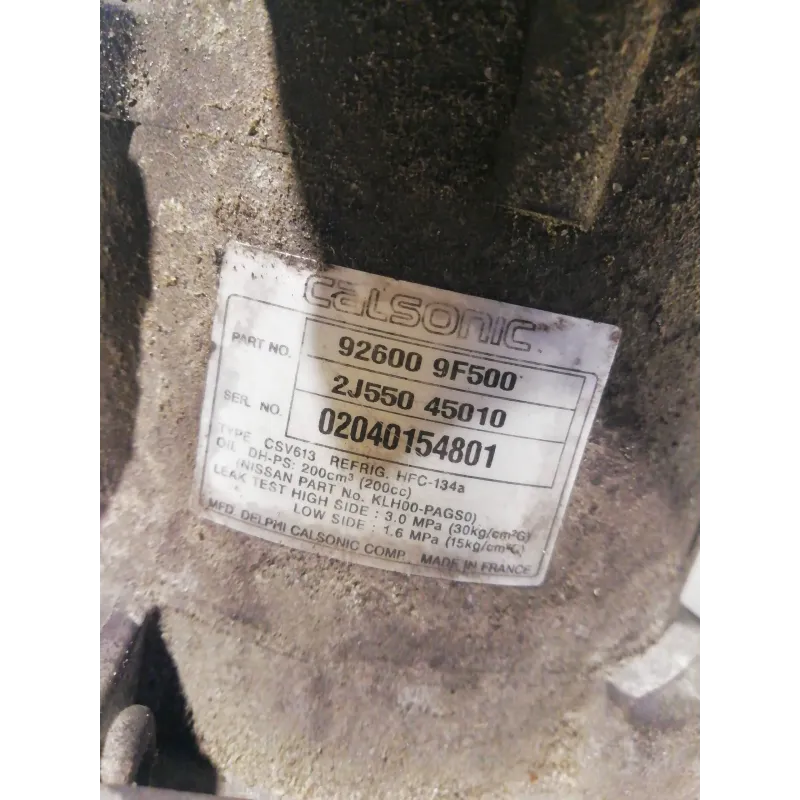 calsonic
PART NO. 92600 9F500
2J550 45010
SER. NO. 02040154801
TYPE CSV613 REFRIG. HFC-134a
OIL DH-PS: 200cm³ (200cc)
(NISSAN PART No. KLH00-PAGS0)
LEAK TEST HIGH SIDE : 3.0 MPa (30kg/cm²G)
LOW SIDE : 1.6 MPa (15kg/cm²G)
MFD. DELPHI CALSONIC COMP. MADE IN FRANCE